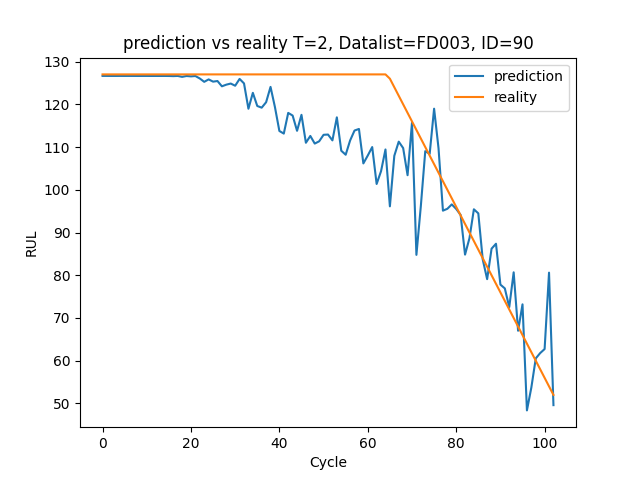 prediction vs reality T=2, Datalist=FD003, ID=90
prediction
reality
130
120
110
100
90
80
70
60
50
RUL
0 20 40 60 80 100
Cycle